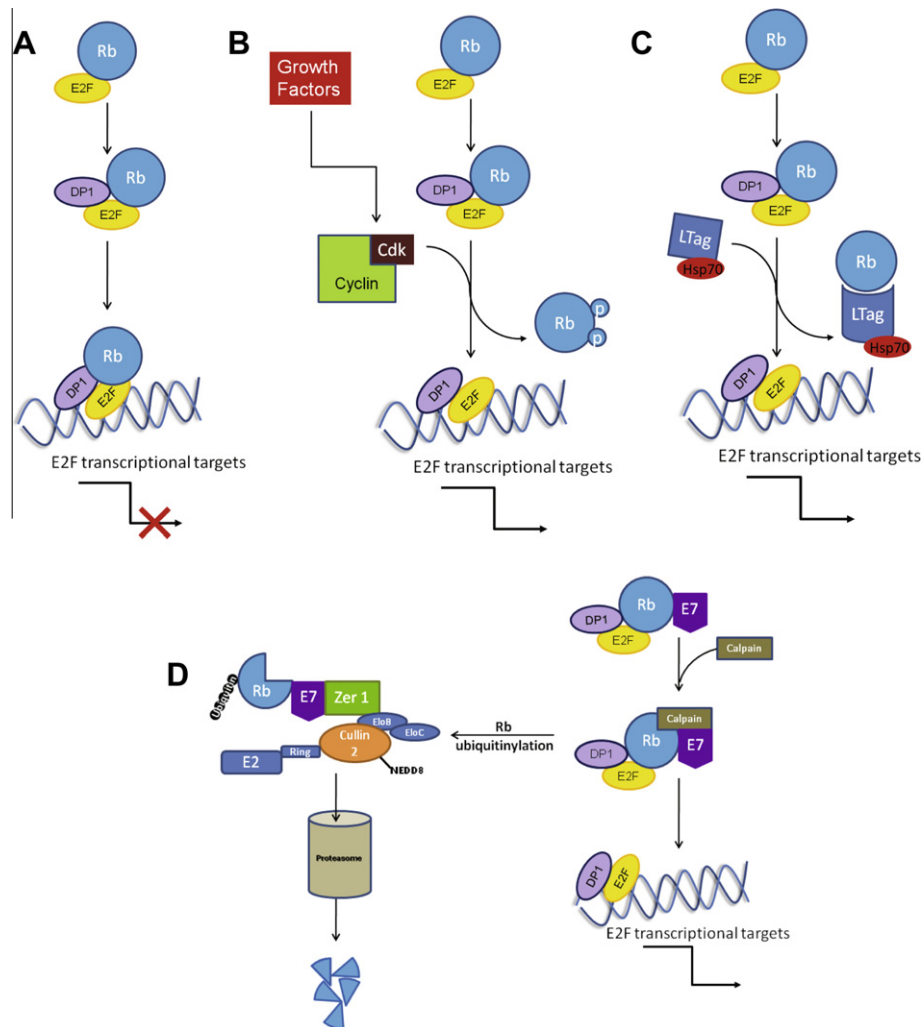 A
Rb
E2F
DP1
Rb
E2F
Rb
DP1
E2F
E2F transcriptional targets
B
Growth
Factors
Rb
E2F
DP1
Rb
E2F
Cdk
Cyclin
Rb
p
p
DP1
E2F
E2F transcriptional targets
C
Rb
E2F
DP1
Rb
E2F
LTag
Hsp70
Rb
LTag
Hsp70
DP1
E2F
E2F transcriptional targets
D
Rb
E7
Zer 1
EloB
EloC
Cullin
2
Ring
E2
NEDD8
Proteasome
Rb
ubiquitinylation
DP1
Rb
E7
E2F
Calpain
Calpain
Rb
E7
DP1
E2F
DP1
E2F
E2F transcriptional targets